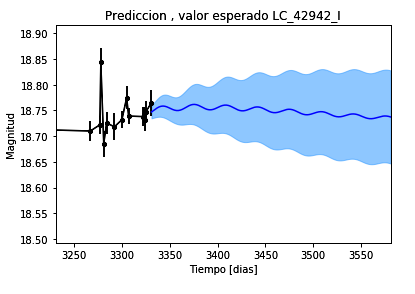 Prediccion , valor esperado LC_42942_I
18.90
18.85
18.80
18.75
18.70
18.65
18.60
18.55
18.50
Magnitud
3250 3300 3350 3400 3450 3500 3550
Tiempo [dias]